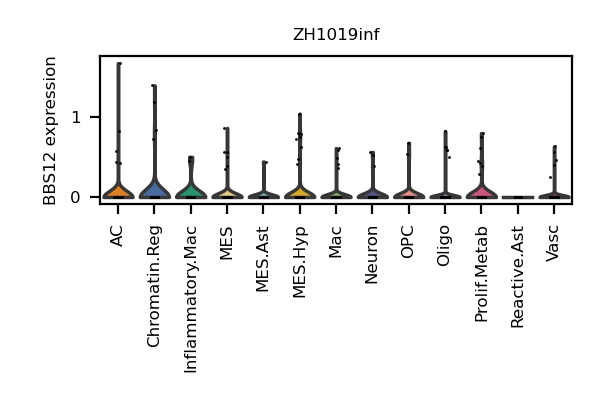 ZH1019inf
BBS12 expression
1
0
AC
Chromatin.Reg
Inflammatory.Mac
MES
MES.Ast
MES.Hyp
Mac
Neuron
OPC
Oligo
Prolif.Metab
Reactive.Ast
Vasc